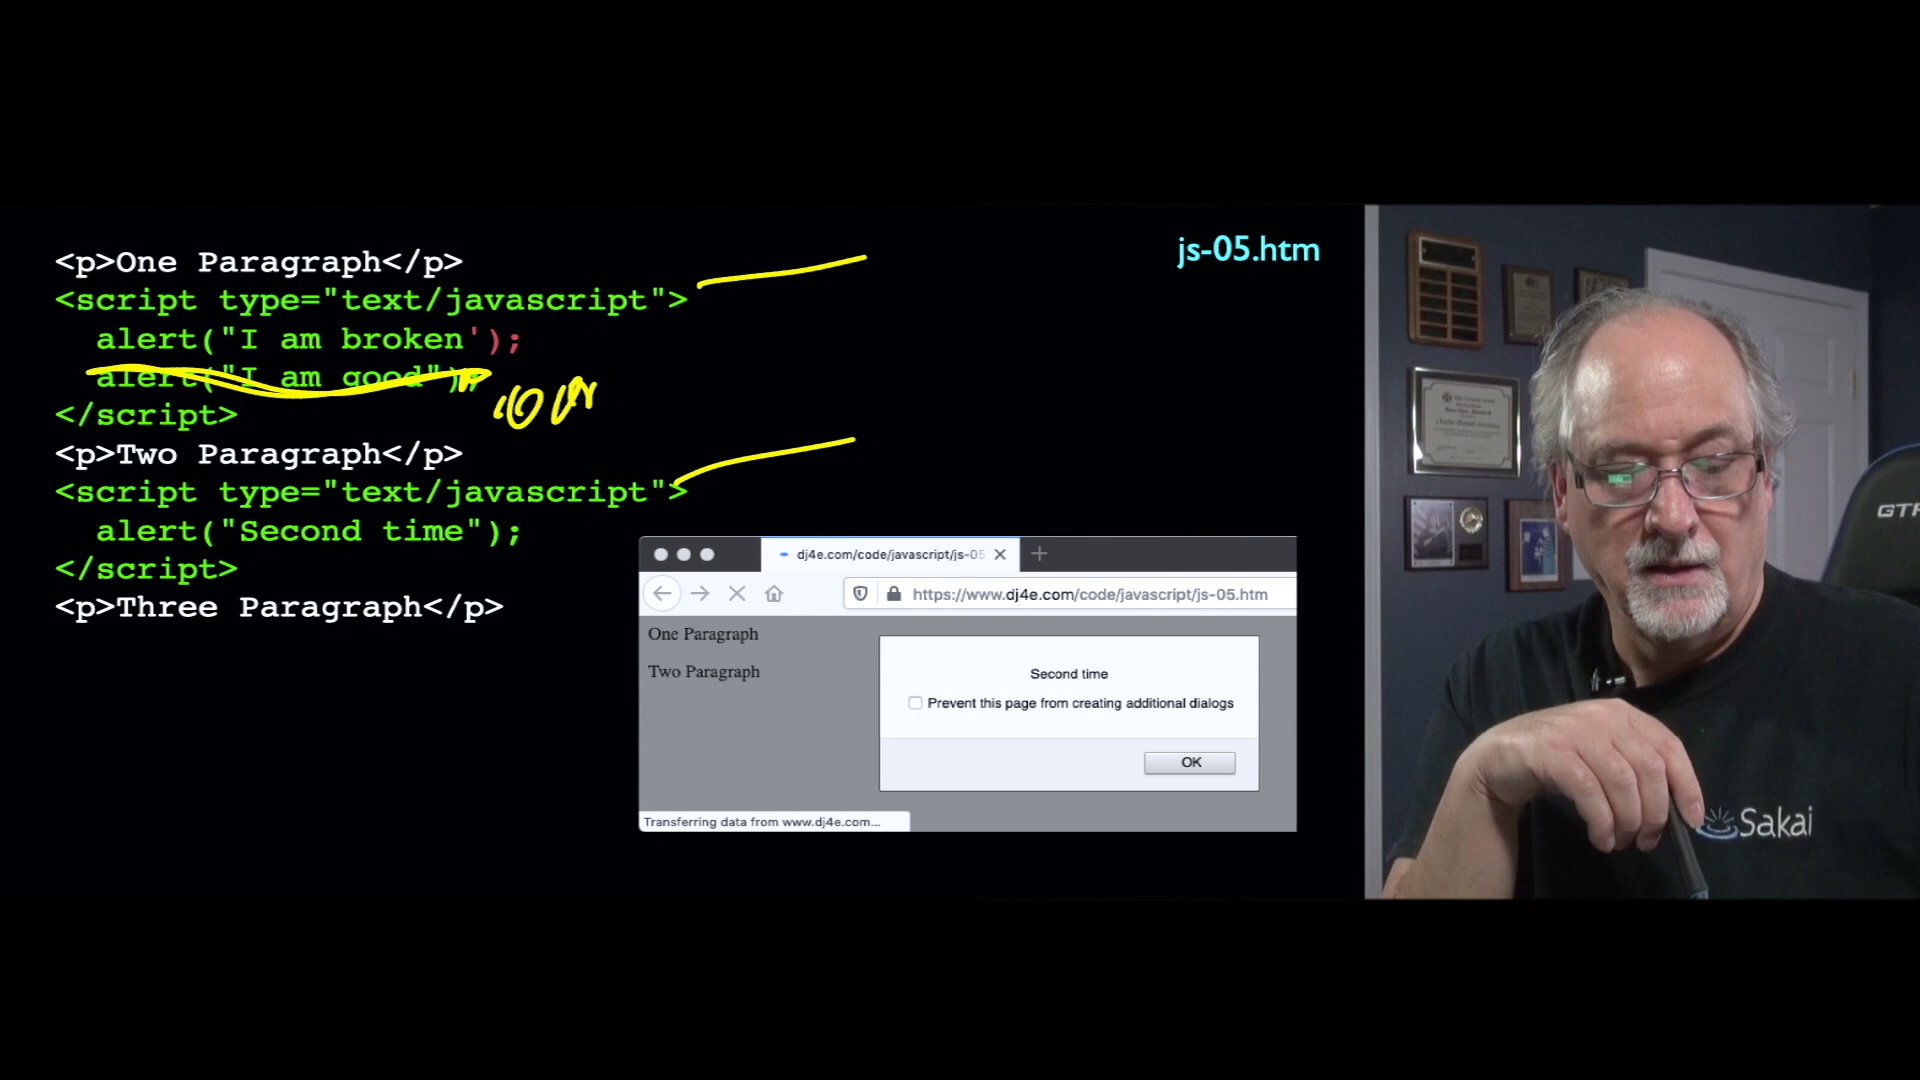 js-05.htm
<p>One Paragraph</p>
<script type="text/javascript">
alert("I am broken');
alert("I am good");
</script>
<p>Two Paragraph</p>
<script type="text/javascript">
alert("Second time");
</script>
<p>Three Paragraph</p>
dj4e.com/code/javascript/js-05
https://www.dj4e.com/code/javascript/js-05.htm
One Paragraph
Two Paragraph
Second time
Prevent this page from creating additional dialogs
OK
Transferring data from www.dj4e.com...
Sakai